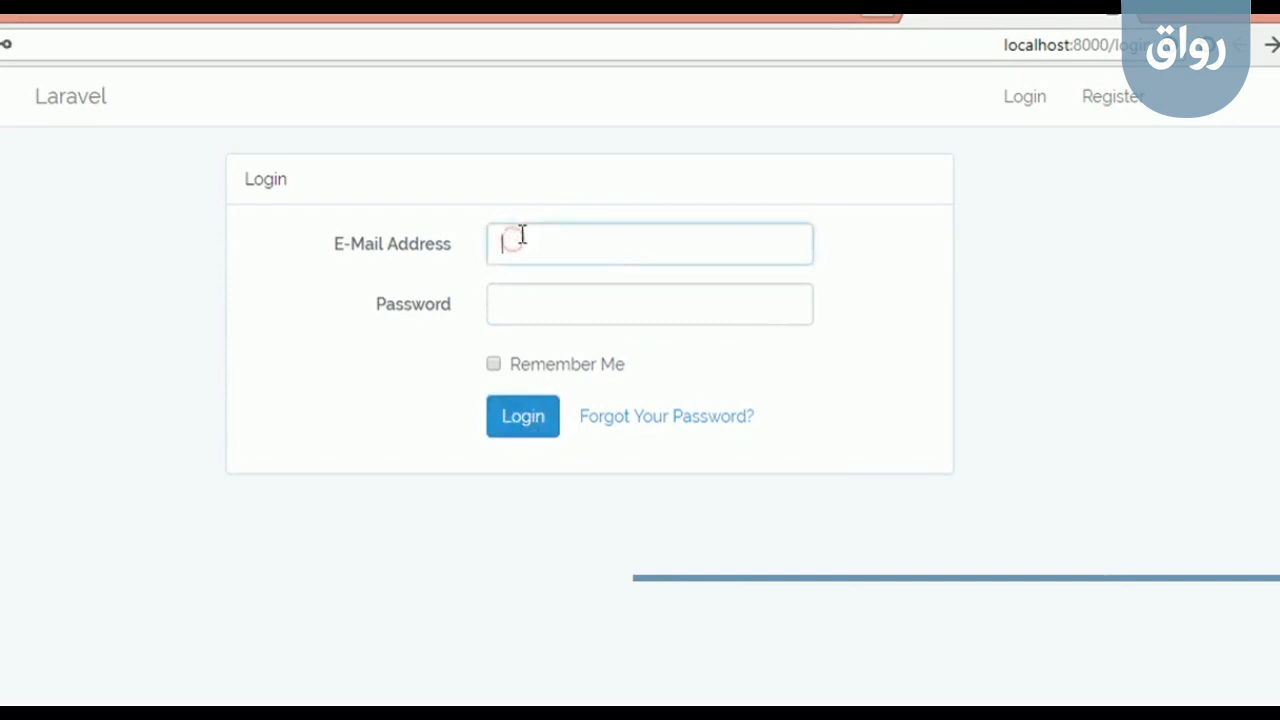 localhost:8000/login
رواق
Laravel
Login
Register
Login
E-Mail Address
Password
Remember Me
Login
Forgot Your Password?